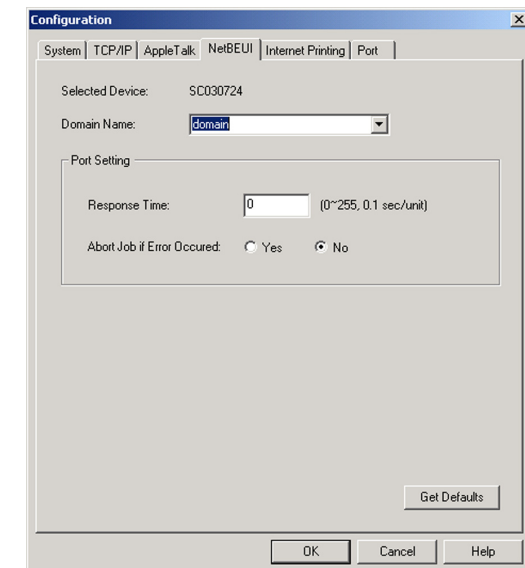 Configuration
System TCP/IP AppleTalk NetBEUI Internet Printing Port
Selected Device: SC030724
Domain Name: domain
Port Setting
Response Time: 0 (0~255, 0.1 sec/unit)
Abort Job if Error Occured: Yes No
Get Defaults
OK Cancel Help